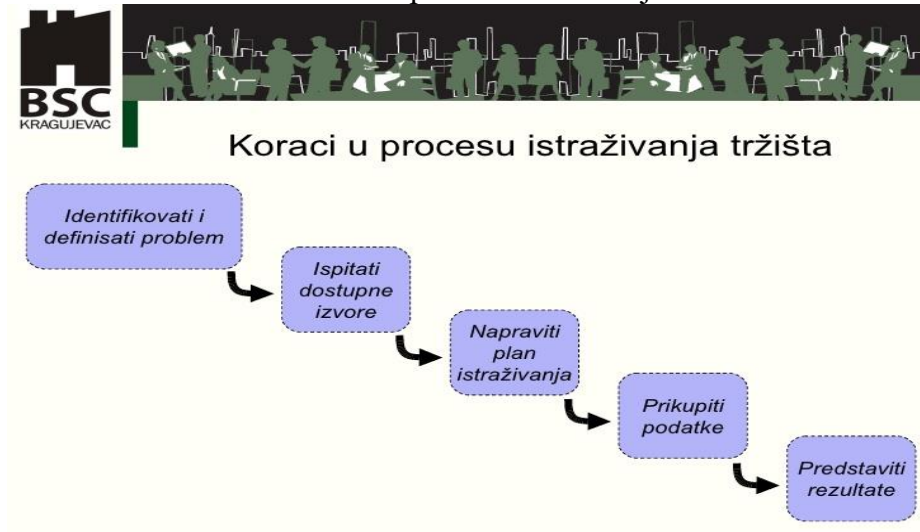 BSC
KRAGUJEVAC
Koraci u procesu istraživanja tržišta
Identifikovati i
definisati problem
Ispitati
dostupne
izvore
Napraviti
plan
istraživanja
Prikupiti
podatke
Predstaviti
rezultate